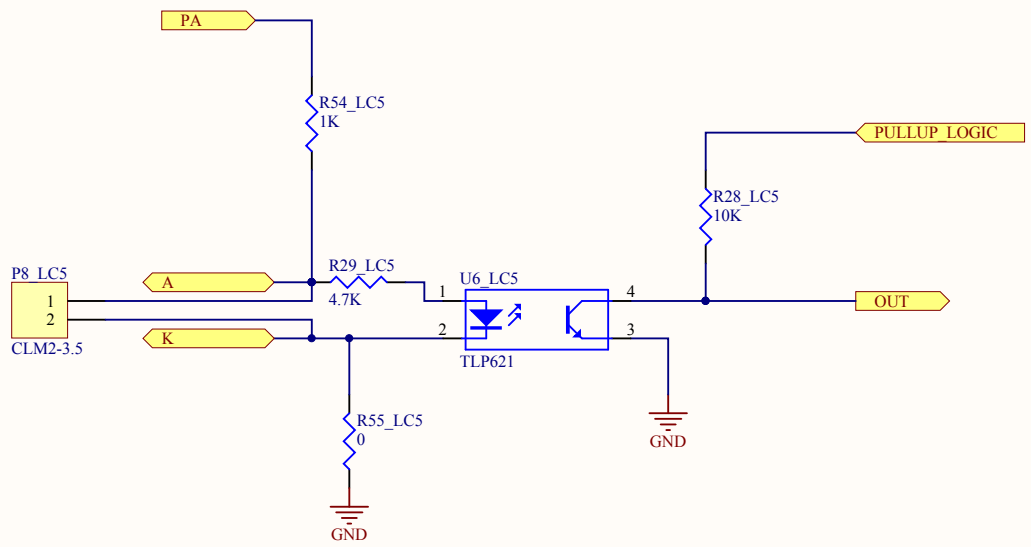 PA
R54_LC5
1K
PULLUP_LOGIC
R28_LC5
10K
P8_LC5
A
R29_LC5
U6_LC5
1
4.7K
1
4
OUT
2
K
2
3
CLM2-3.5
TLP621
R55_LC5
0
GND
GND